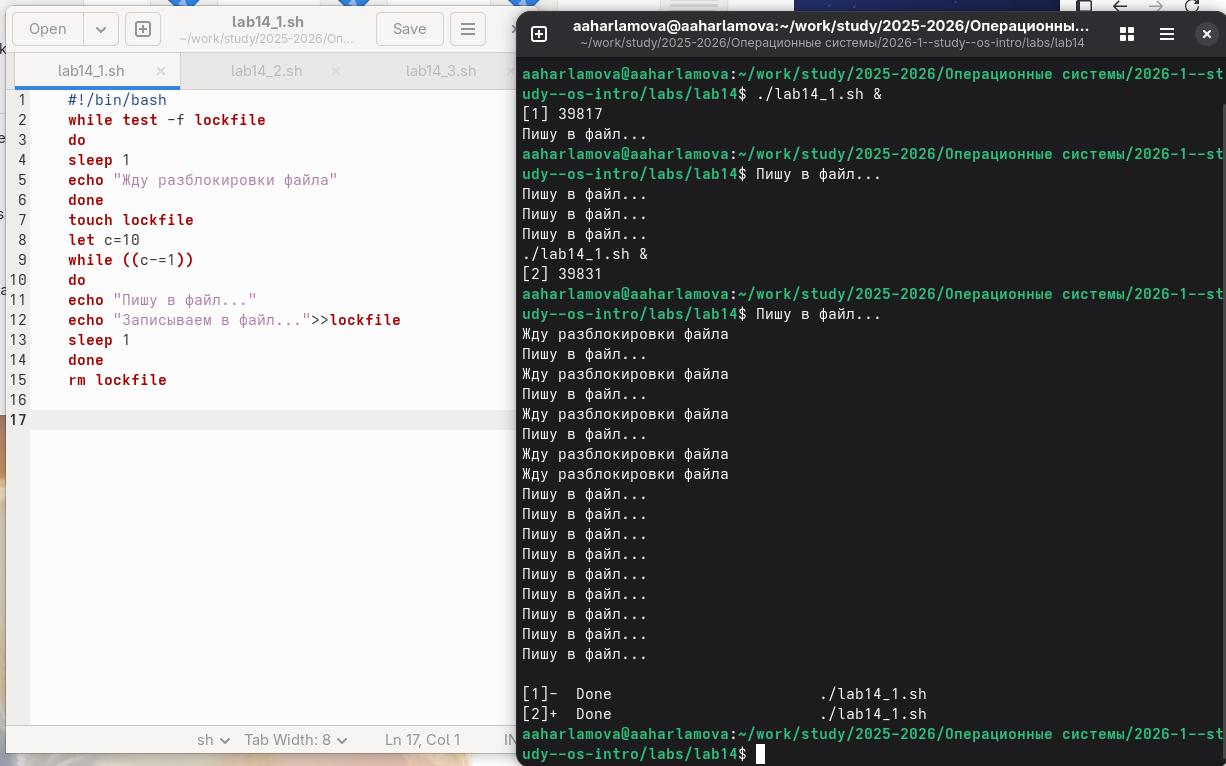 Open
lab14_1.sh
~/work/study/2025-2026/Оп...
Save
lab14_1.sh
lab14_2.sh
lab14_3.sh
1 #!/bin/bash
2 while test -f lockfile
3 do
4 sleep 1
5 echo "Жду разблокировки файла"
6 done
7 touch lockfile
8 let c=10
9 while ((c-=1))
10 do
11 echo "Пишу в файл..."
12 echo "Записываем в файл...">>lockfile
13 sleep 1
14 done
15 rm lockfile
16
17
sh Tab Width: 8 Ln 17, Col 1 IN
aaharlamova@aaharlamova:~/work/study/2025-2026/Операционны...
~/work/study/2025-2026/Операционные системы/2026-1--study--os-intro/labs/lab14
aaharlamova@aaharlamova:~/work/study/2025-2026/Операционные системы/2026-1--st
udy--os-intro/labs/lab14$ ./lab14_1.sh &
[1] 39817
Пишу в файл...
aaharlamova@aaharlamova:~/work/study/2025-2026/Операционные системы/2026-1--st
udy--os-intro/labs/lab14$ Пишу в файл...
Пишу в файл...
Пишу в файл...
Пишу в файл...
./lab14_1.sh &
[2] 39831
aaharlamova@aaharlamova:~/work/study/2025-2026/Операционные системы/2026-1--st
udy--os-intro/labs/lab14$ Пишу в файл...
Жду разблокировки файла
Пишу в файл...
Жду разблокировки файла
Пишу в файл...
Жду разблокировки файла
Пишу в файл...
Жду разблокировки файла
Жду разблокировки файла
Пишу в файл...
Пишу в файл...
Пишу в файл...
Пишу в файл...
Пишу в файл...
Пишу в файл...
Пишу в файл...
Пишу в файл...
Пишу в файл...
[1]- Done ./lab14_1.sh
[2]+ Done ./lab14_1.sh
aaharlamova@aaharlamova:~/work/study/2025-2026/Операционные системы/2026-1--st
udy--os-intro/labs/lab14$